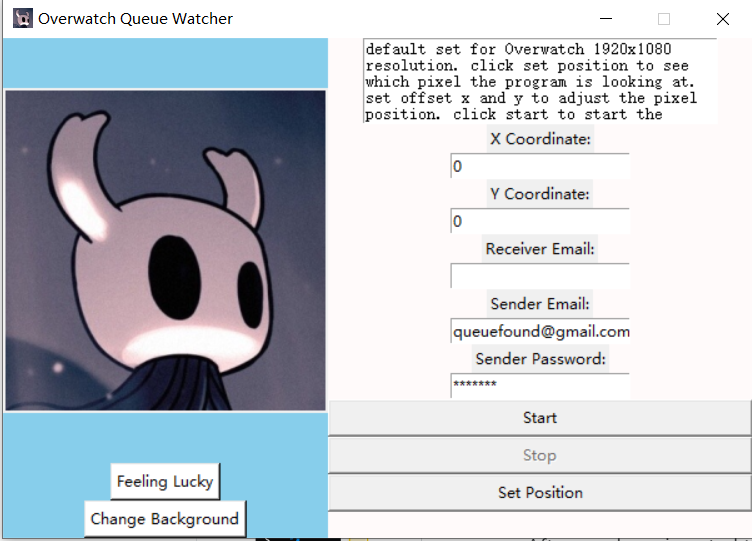 Overwatch Queue Watcher
default set for Overwatch 1920x1080
resolution. click set position to see
which pixel the program is looking at.
set offset x and y to adjust the pixel
position. click start to start the
X Coordinate:
0
Y Coordinate:
0
Receiver Email:
Sender Email:
queuefound@gmail.com
Sender Password:
*******
Start
Stop
Set Position
Feeling Lucky
Change Background